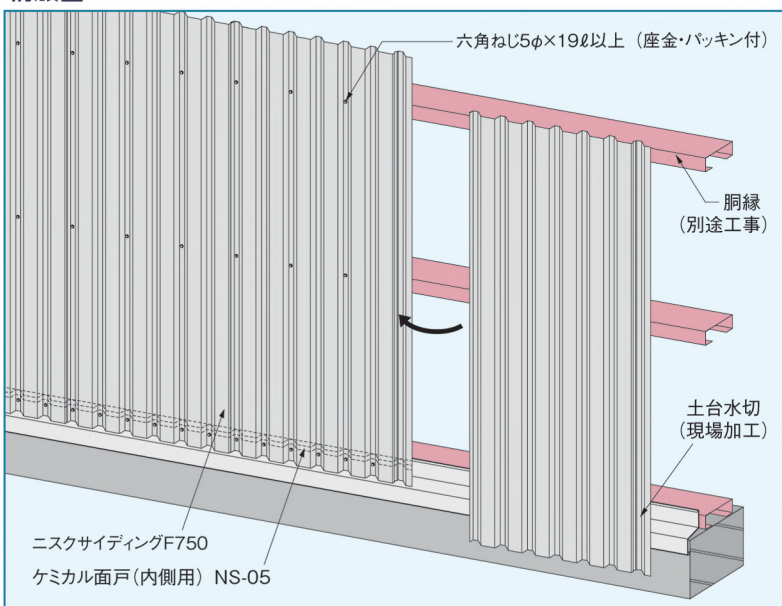 六角ねじ5φ×19ℓ以上（座金・パッキン付）
胴縁
（別途工事）
土台水切
（現場加工）
ニスクサイディングF750
ケミカル面戸（内側用）NS-05